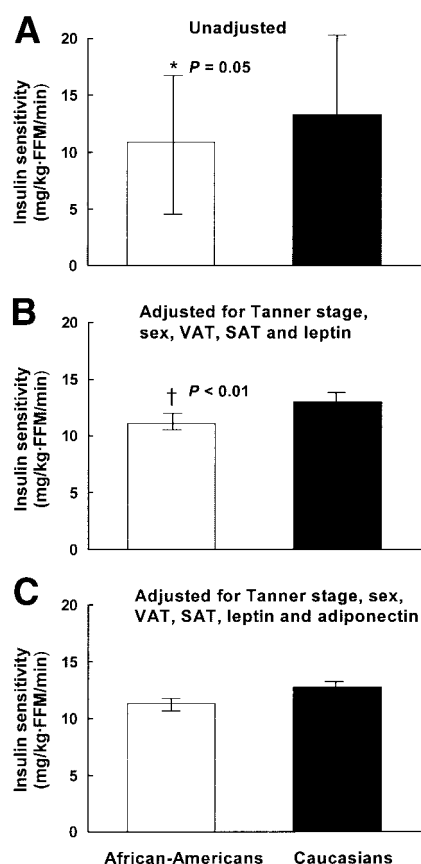 A
Unadjusted
20
15
10
5
0
Insulin sensitivity
(mg/kg·FFM/min)
* P = 0.05
B
Adjusted for Tanner stage,
sex, VAT, SAT and leptin
20
15
10
5
0
Insulin sensitivity
(mg/kg·FFM/min)
† P < 0.01
C
Adjusted for Tanner stage, sex,
VAT, SAT, leptin and adiponectin
20
15
10
5
0
Insulin sensitivity
(mg/kg·FFM/min)
African-Americans Caucasians